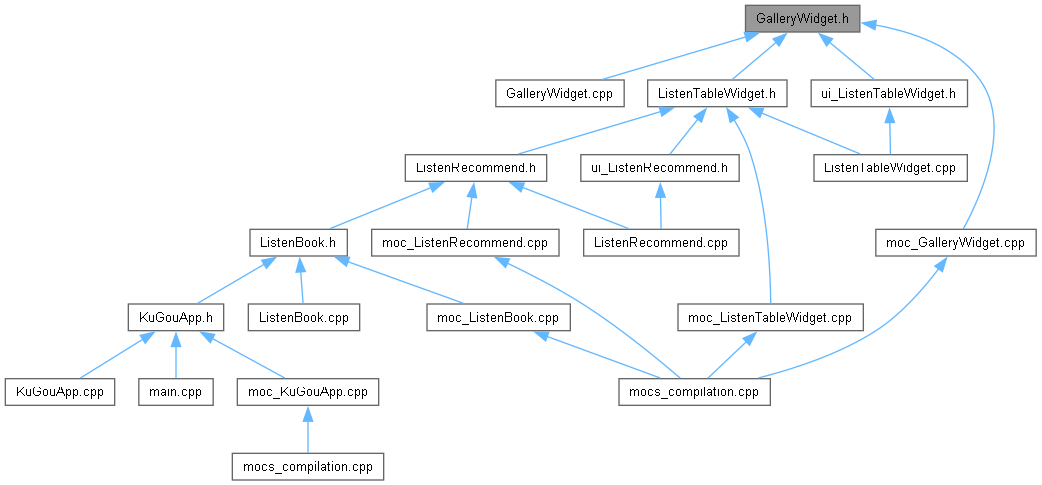 GalleryWidget.h
GalleryWidget.cpp
ListenTableWidget.h
ui_ListenTableWidget.h
ListenRecommend.h
ui_ListenRecommend.h
ListenTableWidget.cpp
ListenBook.h
moc_ListenRecommend.cpp
ListenRecommend.cpp
moc_GalleryWidget.cpp
KuGouApp.h
ListenBook.cpp
moc_ListenBook.cpp
moc_ListenTableWidget.cpp
KuGouApp.cpp
main.cpp
moc_KuGouApp.cpp
mocs_compilation.cpp
mocs_compilation.cpp